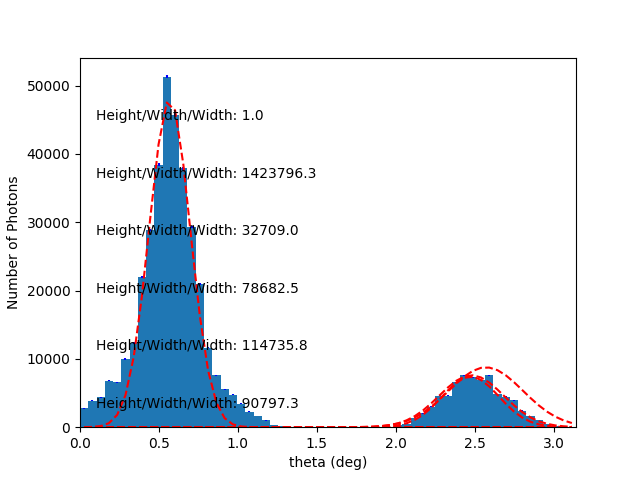 50000
Height/Width/Width: 1.0
40000
Height/Width/Width: 1423796.3
30000
Height/Width/Width: 32709.0
20000
Height/Width/Width: 78682.5
10000
Height/Width/Width: 114735.8
Height/Width/Width: 90797.3
0
Number of Photons
0.0 0.5 1.0 1.5 2.0 2.5 3.0
theta (deg)